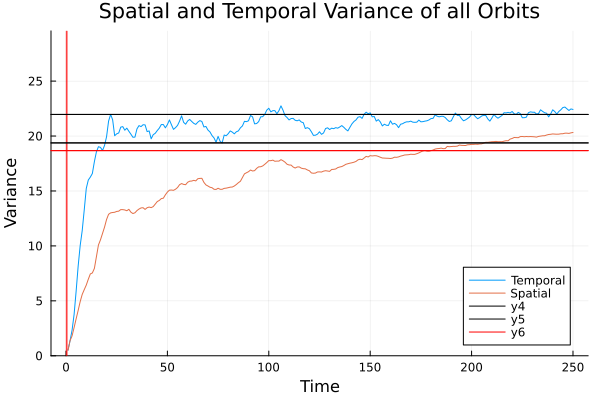 Spatial and Temporal Variance of all Orbits
Variance
25
20
15
10
5
0
0 50 100 150 200 250
Time
Temporal
Spatial
y4
y5
y6